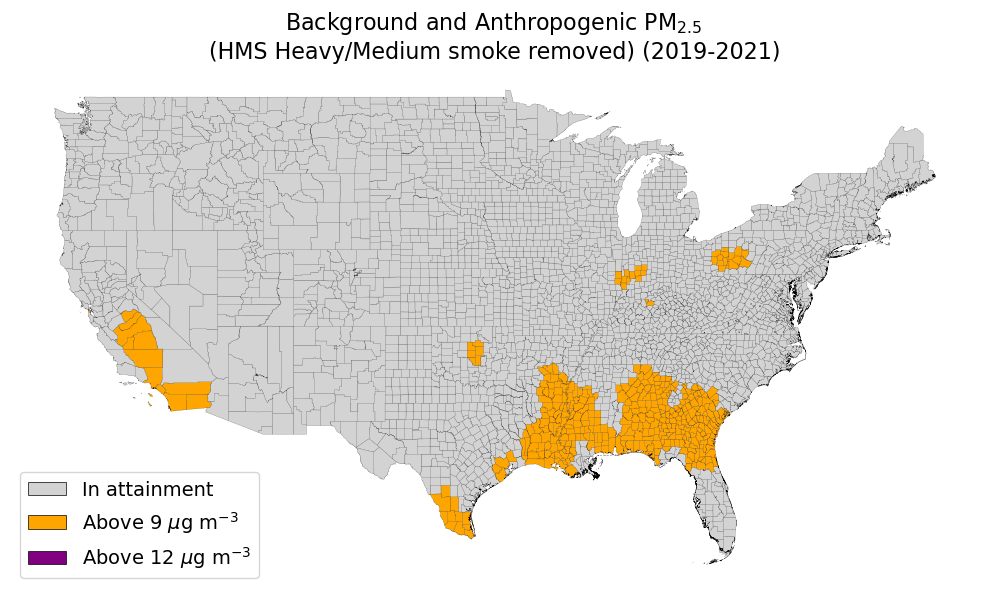 Background and Anthropogenic PM₂.₅
(HMS Heavy/Medium smoke removed) (2019-2021)
In attainment
Above 9 μg m⁻³
Above 12 μg m⁻³